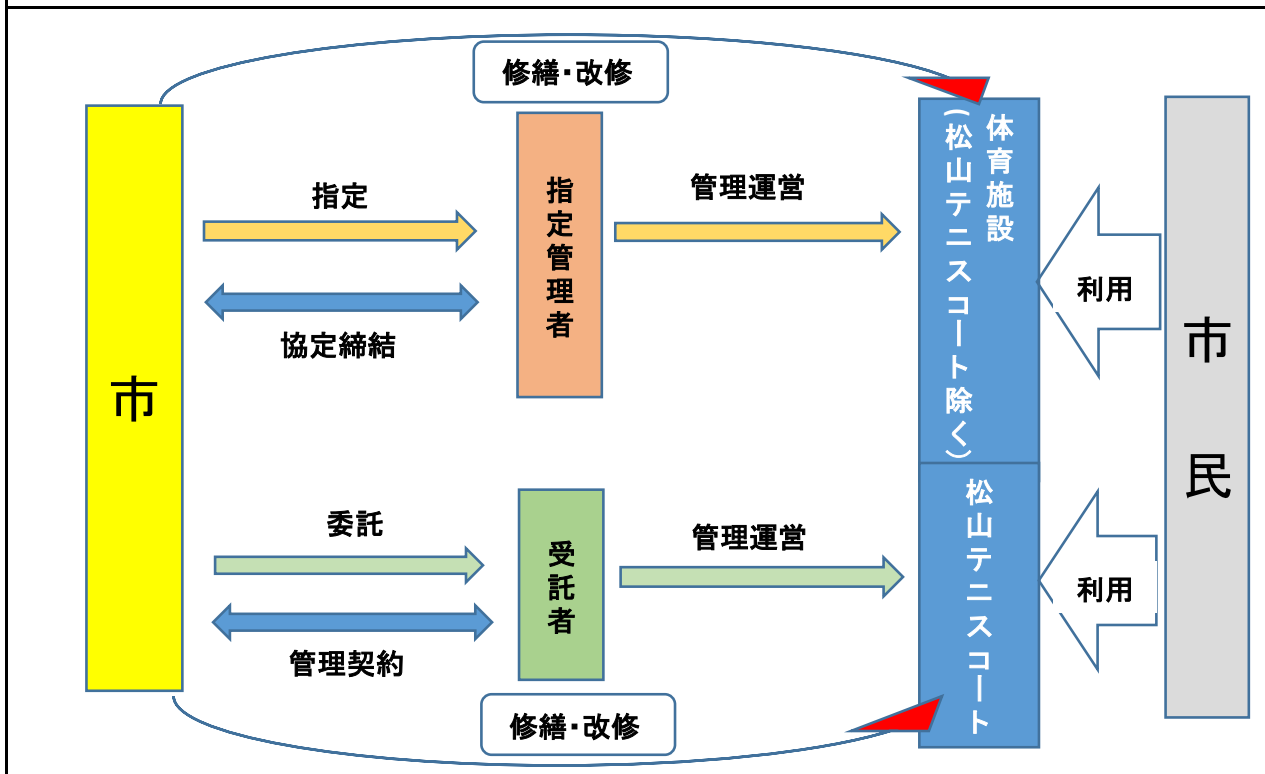 修繕・改修
市
指定
協定締結
指定管理者
管理運営
体育施設
(松山テニスコート除く)
利用
市民
委託
管理契約
受託者
管理運営
松山テニスコート
利用
修繕・改修